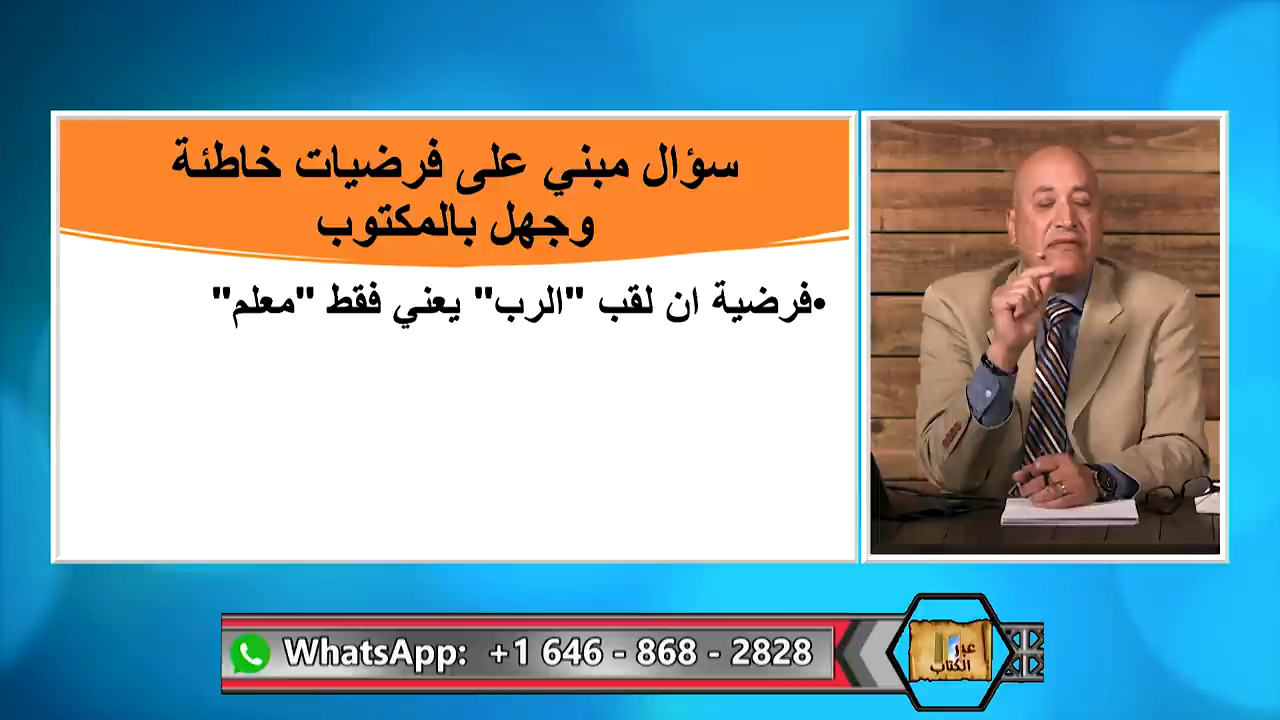 سؤال مبني على فرضيات خاطئة
وجهل بالمكتوب
•فرضية ان لقب "الرب" يعني فقط "معلم"
WhatsApp: +1 646 - 868 - 2828
عبر
الكتاب